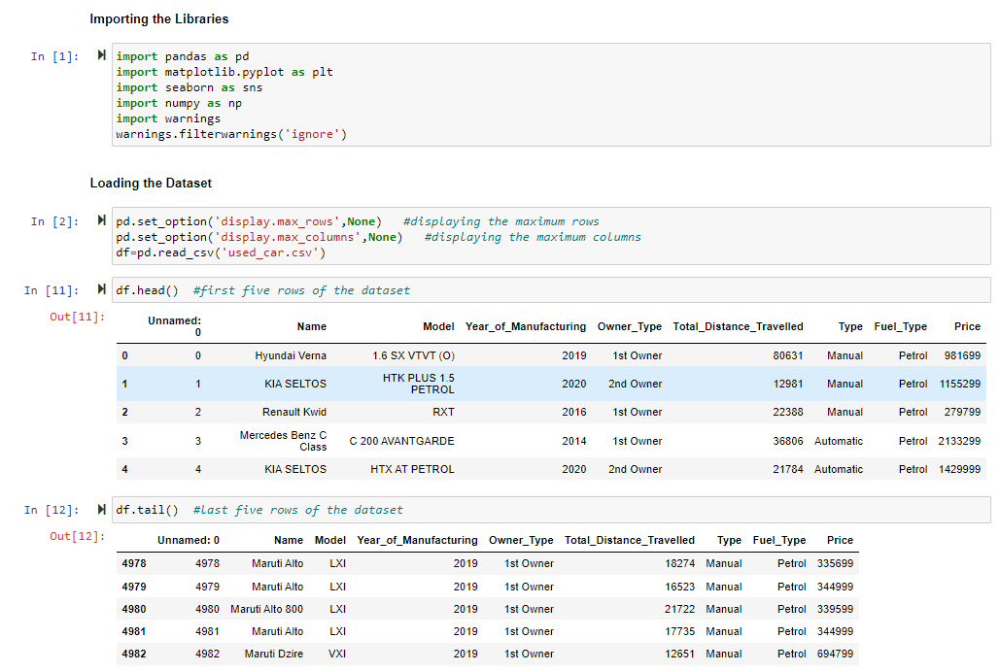 Importing the Libraries
In [1]:
import pandas as pd
import matplotlib.pyplot as plt
import seaborn as sns
import numpy as np
import warnings
warnings.filterwarnings('ignore')
Loading the Dataset
In [2]:
pd.set_option('display.max_rows',None)   #displaying the maximum rows
pd.set_option('display.max_columns',None)   #displaying the maximum columns
df=pd.read_csv('used_car.csv')
In [11]:
df.head()  #first five rows of the dataset
Out[11]:
Unnamed: 0 Name Model Year_of_Manufacturing Owner_Type Total_Distance_Travelled Type Fuel_Type Price
0 0 Hyundai Verna 1.6 SX VTVT (O) 2019 1st Owner 80631 Manual Petrol 981699
1 1 KIA SELTOS HTK PLUS 1.5 PETROL 2020 2nd Owner 12981 Manual Petrol 1155299
2 2 Renault Kwid RXT 2016 1st Owner 22388 Manual Petrol 279799
3 3 Mercedes Benz C Class C 200 AVANTGARDE 2014 1st Owner 36806 Automatic Petrol 2133299
4 4 KIA SELTOS HTX AT PETROL 2020 2nd Owner 21784 Automatic Petrol 1429999
In [12]:
df.tail()  #last five rows of the dataset
Out[12]:
Unnamed: 0 Name Model Year_of_Manufacturing Owner_Type Total_Distance_Travelled Type Fuel_Type Price
4978 4978 Maruti Alto LXI 2019 1st Owner 18274 Manual Petrol 335699
4979 4979 Maruti Alto LXI 2019 1st Owner 16523 Manual Petrol 344999
4980 4980 Maruti Alto 800 LXI 2019 1st Owner 21722 Manual Petrol 339599
4981 4981 Maruti Alto LXI 2019 1st Owner 17735 Manual Petrol 344999
4982 4982 Maruti Dzire VXI 2019 1st Owner 12651 Manual Petrol 694799